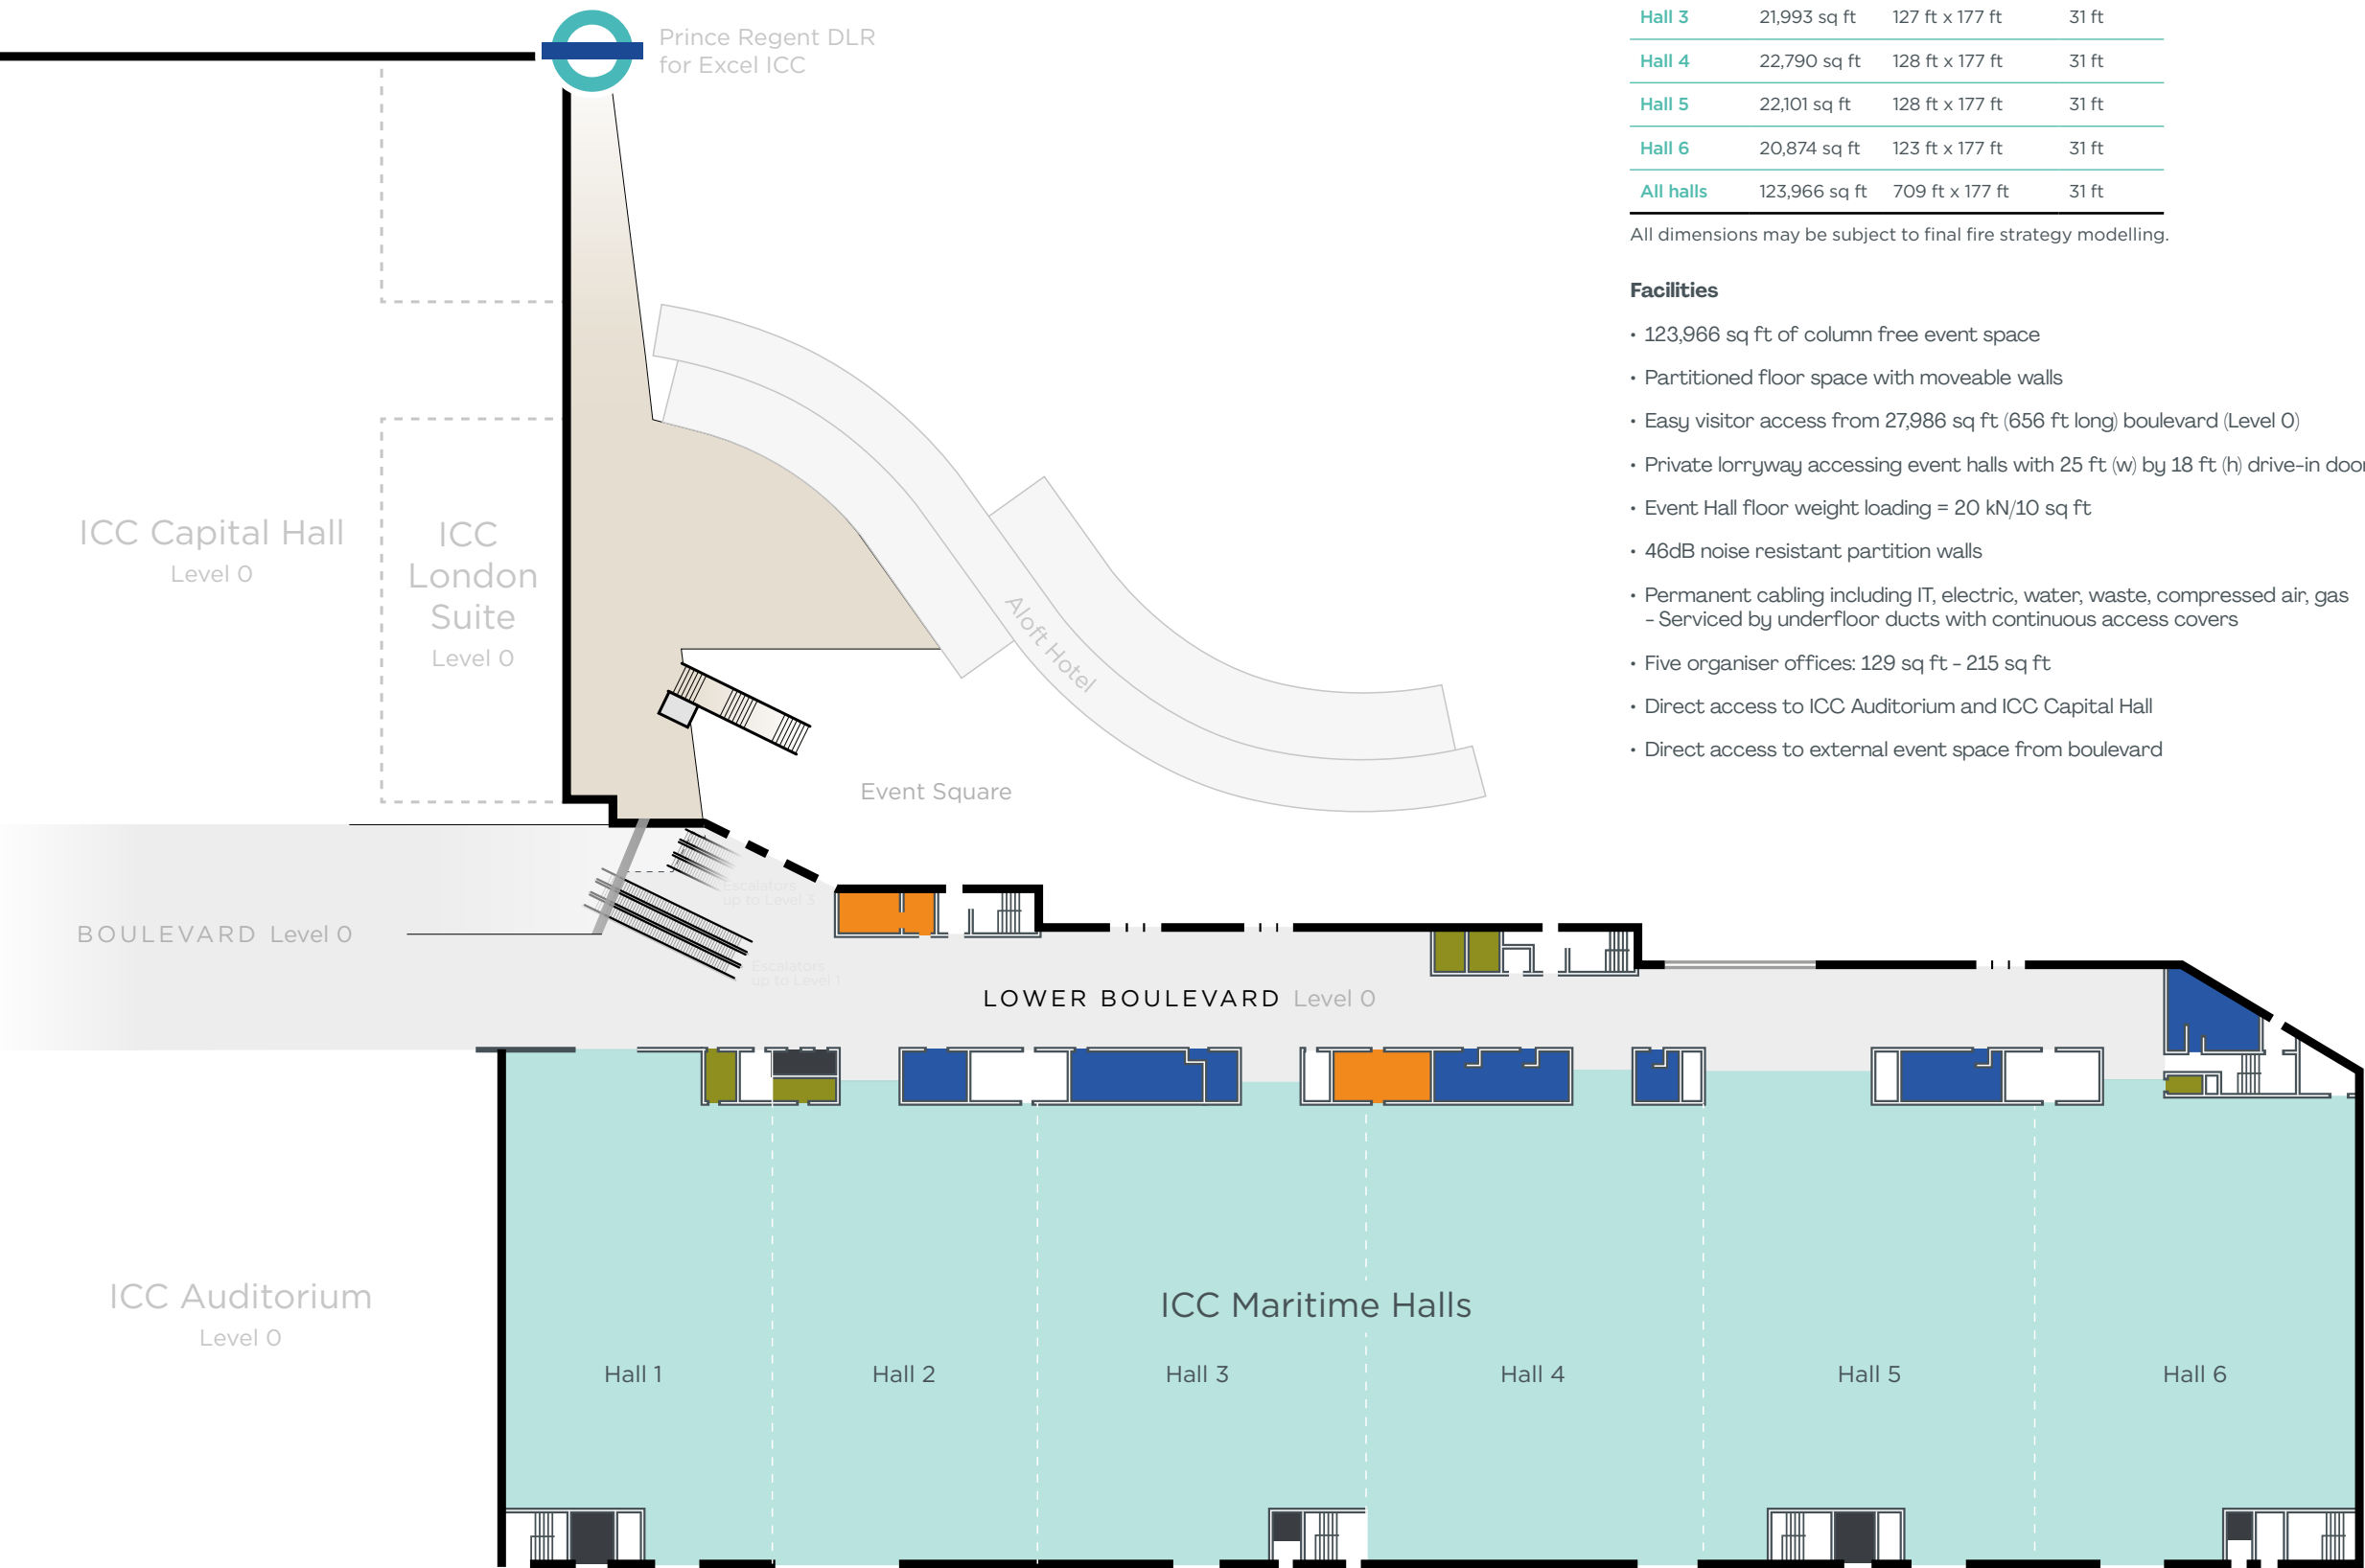 Prince Regent DLR
for Excel ICC
Hall 3 21,993 sq ft 127 ft x 177 ft 31 ft
Hall 4 22,790 sq ft 128 ft x 177 ft 31 ft
Hall 5 22,101 sq ft 128 ft x 177 ft 31 ft
Hall 6 20,874 sq ft 123 ft x 177 ft 31 ft
All halls 123,966 sq ft 709 ft x 177 ft 31 ft
All dimensions may be subject to final fire strategy modelling.
Facilities
• 123,966 sq ft of column free event space
• Partitioned floor space with moveable walls
• Easy visitor access from 27,986 sq ft (656 ft long) boulevard (Level 0)
• Private lorryway accessing event halls with 25 ft (w) by 18 ft (h) drive-in door
• Event Hall floor weight loading = 20 kN/10 sq ft
• 46dB noise resistant partition walls
• Permanent cabling including IT, electric, water, waste, compressed air, gas
- Serviced by underfloor ducts with continuous access covers
• Five organiser offices: 129 sq ft - 215 sq ft
• Direct access to ICC Auditorium and ICC Capital Hall
• Direct access to external event space from boulevard
ICC Capital Hall
Level 0
ICC
London
Suite
Level 0
Aloft Hotel
Event Square
Escalators
up to Level 3
BOULEVARD Level 0
Escalators
up to Level 1
LOWER BOULEVARD Level 0
ICC Auditorium
Level 0
ICC Maritime Halls
Hall 1
Hall 2
Hall 3
Hall 4
Hall 5
Hall 6